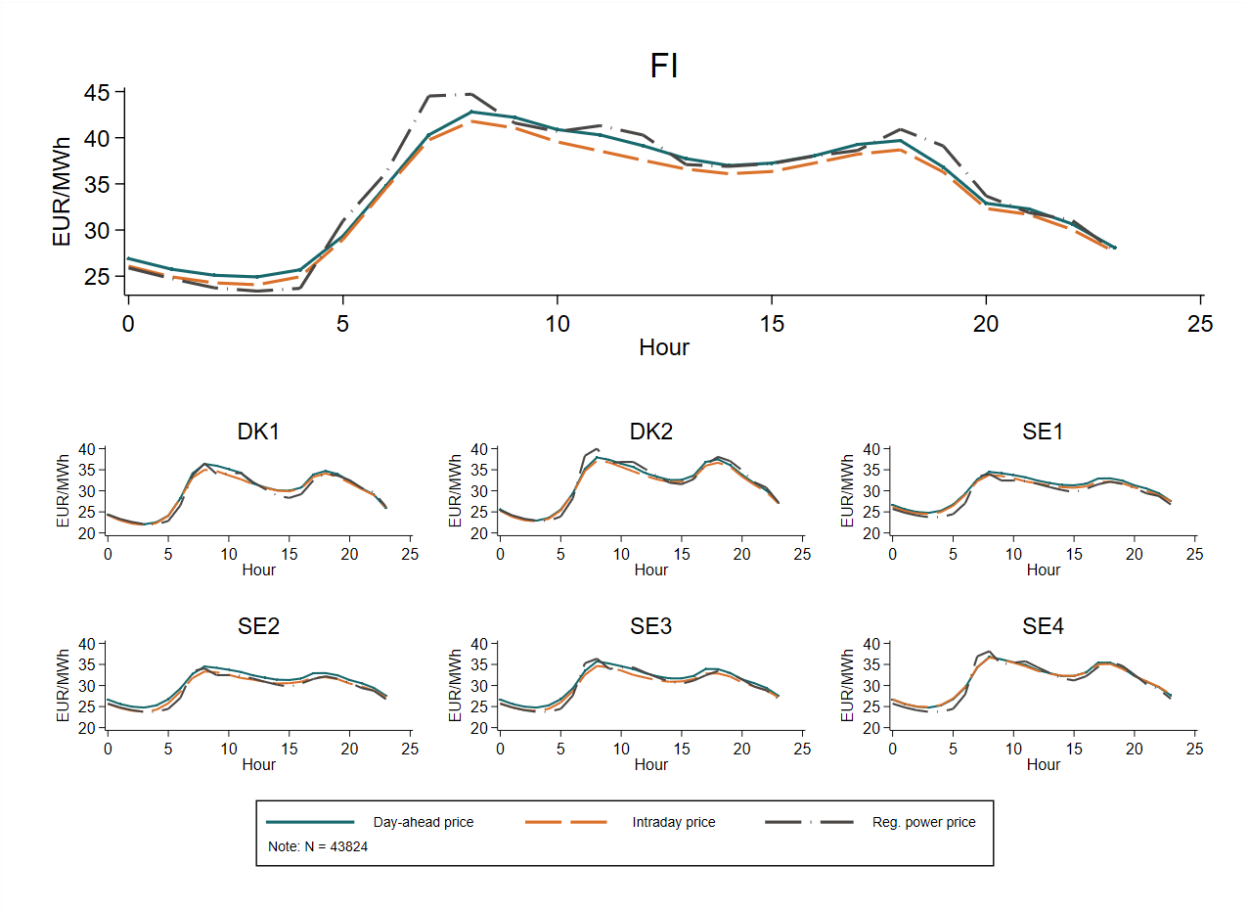 FI
EUR/MWh
45
40
35
30
25
0 5 10 15 20 25
Hour
DK1 DK2 SE1
EUR/MWh EUR/MWh EUR/MWh
40 40 40
35 35 35
30 30 30
25 25 25
20 20 20
0 5 10 15 20 25 0 5 10 15 20 25 0 5 10 15 20 25
Hour Hour Hour
SE2 SE3 SE4
EUR/MWh EUR/MWh EUR/MWh
40 40 40
35 35 35
30 30 30
25 25 25
20 20 20
0 5 10 15 20 25 0 5 10 15 20 25 0 5 10 15 20 25
Hour Hour Hour
Day-ahead price Intraday price Reg. power price
Note: N = 43824